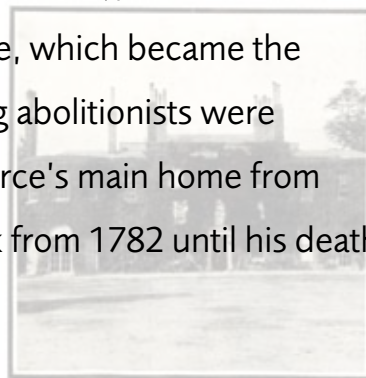 , which became the
abolitionists were
rce's main home from
from 1782 until his death